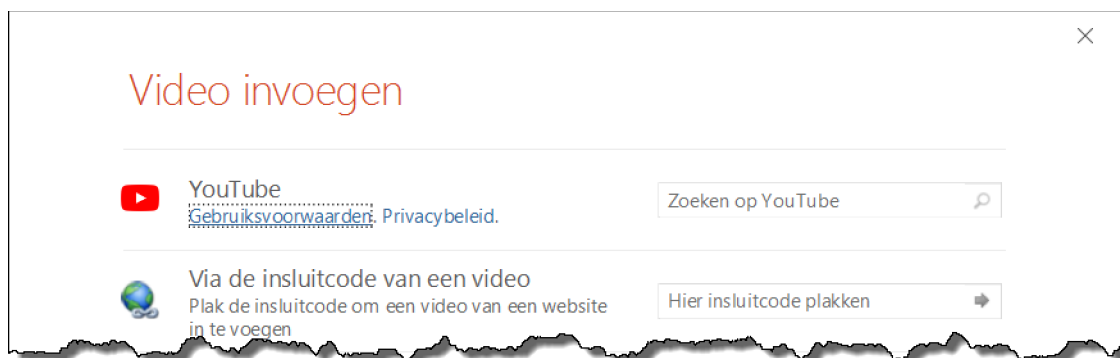 Video invoegen
YouTube
Gebruiksvoorwaarden. Privacybeleid.
Zoeken op YouTube
Via de insluitcode van een video
Plak de insluitcode om een video van een website
in te voegen
Hier insluitcode plakken